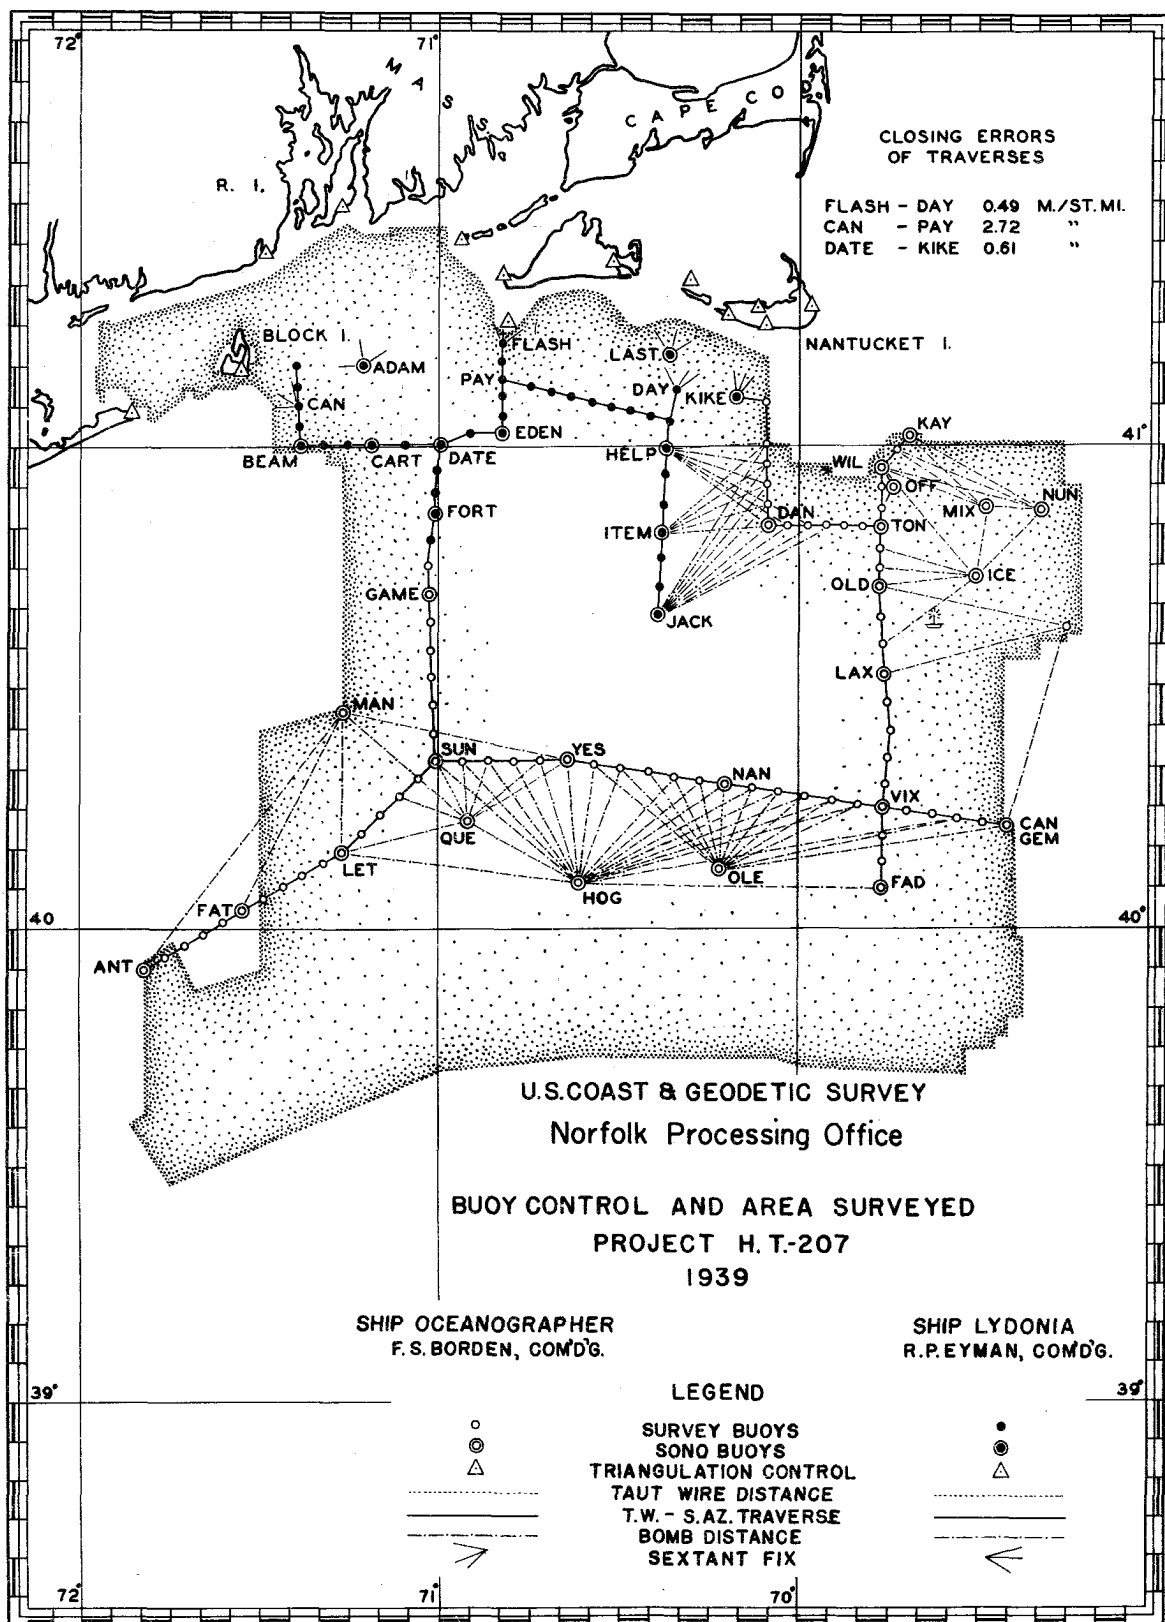 72° 71°
MASS.
CAPE COD
R. I.
CLOSING ERRORS
OF TRAVERSES
FLASH - DAY 0.49 M./ST. MI.
CAN - PAY 2.72 "
DATE - KIKE 0.61 "
BLOCK I.
FLASH
LAST
NANTUCKET I.
ADAM
PAY
DAY
KIKE
CAN
EDEN
KAY
41°
BEAM
CART
DATE
HELP
WIL
OFF
NUN
FORT
DAN
MIX
ITEM
TON
GAME
OLD
ICE
JACK
LAX
MAN
SUN
YES
NAN
VIX
QUE
CAN
GEM
LET
OLE
HOG
FAD
FAT
40 40°
ANT
U.S. COAST & GEODETIC SURVEY
Norfolk Processing Office
BUOY CONTROL AND AREA SURVEYED
PROJECT H. T.-207
1939
SHIP OCEANOGRAPHER
F. S. BORDEN, COM'D'G.
SHIP LYDONIA
R. P. EYMAN, COM'D'G.
LEGEND
39° 39°
SURVEY BUOYS
SONO BUOYS
TRIANGULATION CONTROL
TAUT WIRE DISTANCE
T.W. - S.AZ. TRAVERSE
BOMB DISTANCE
SEXTANT FIX
72° 71° 70°